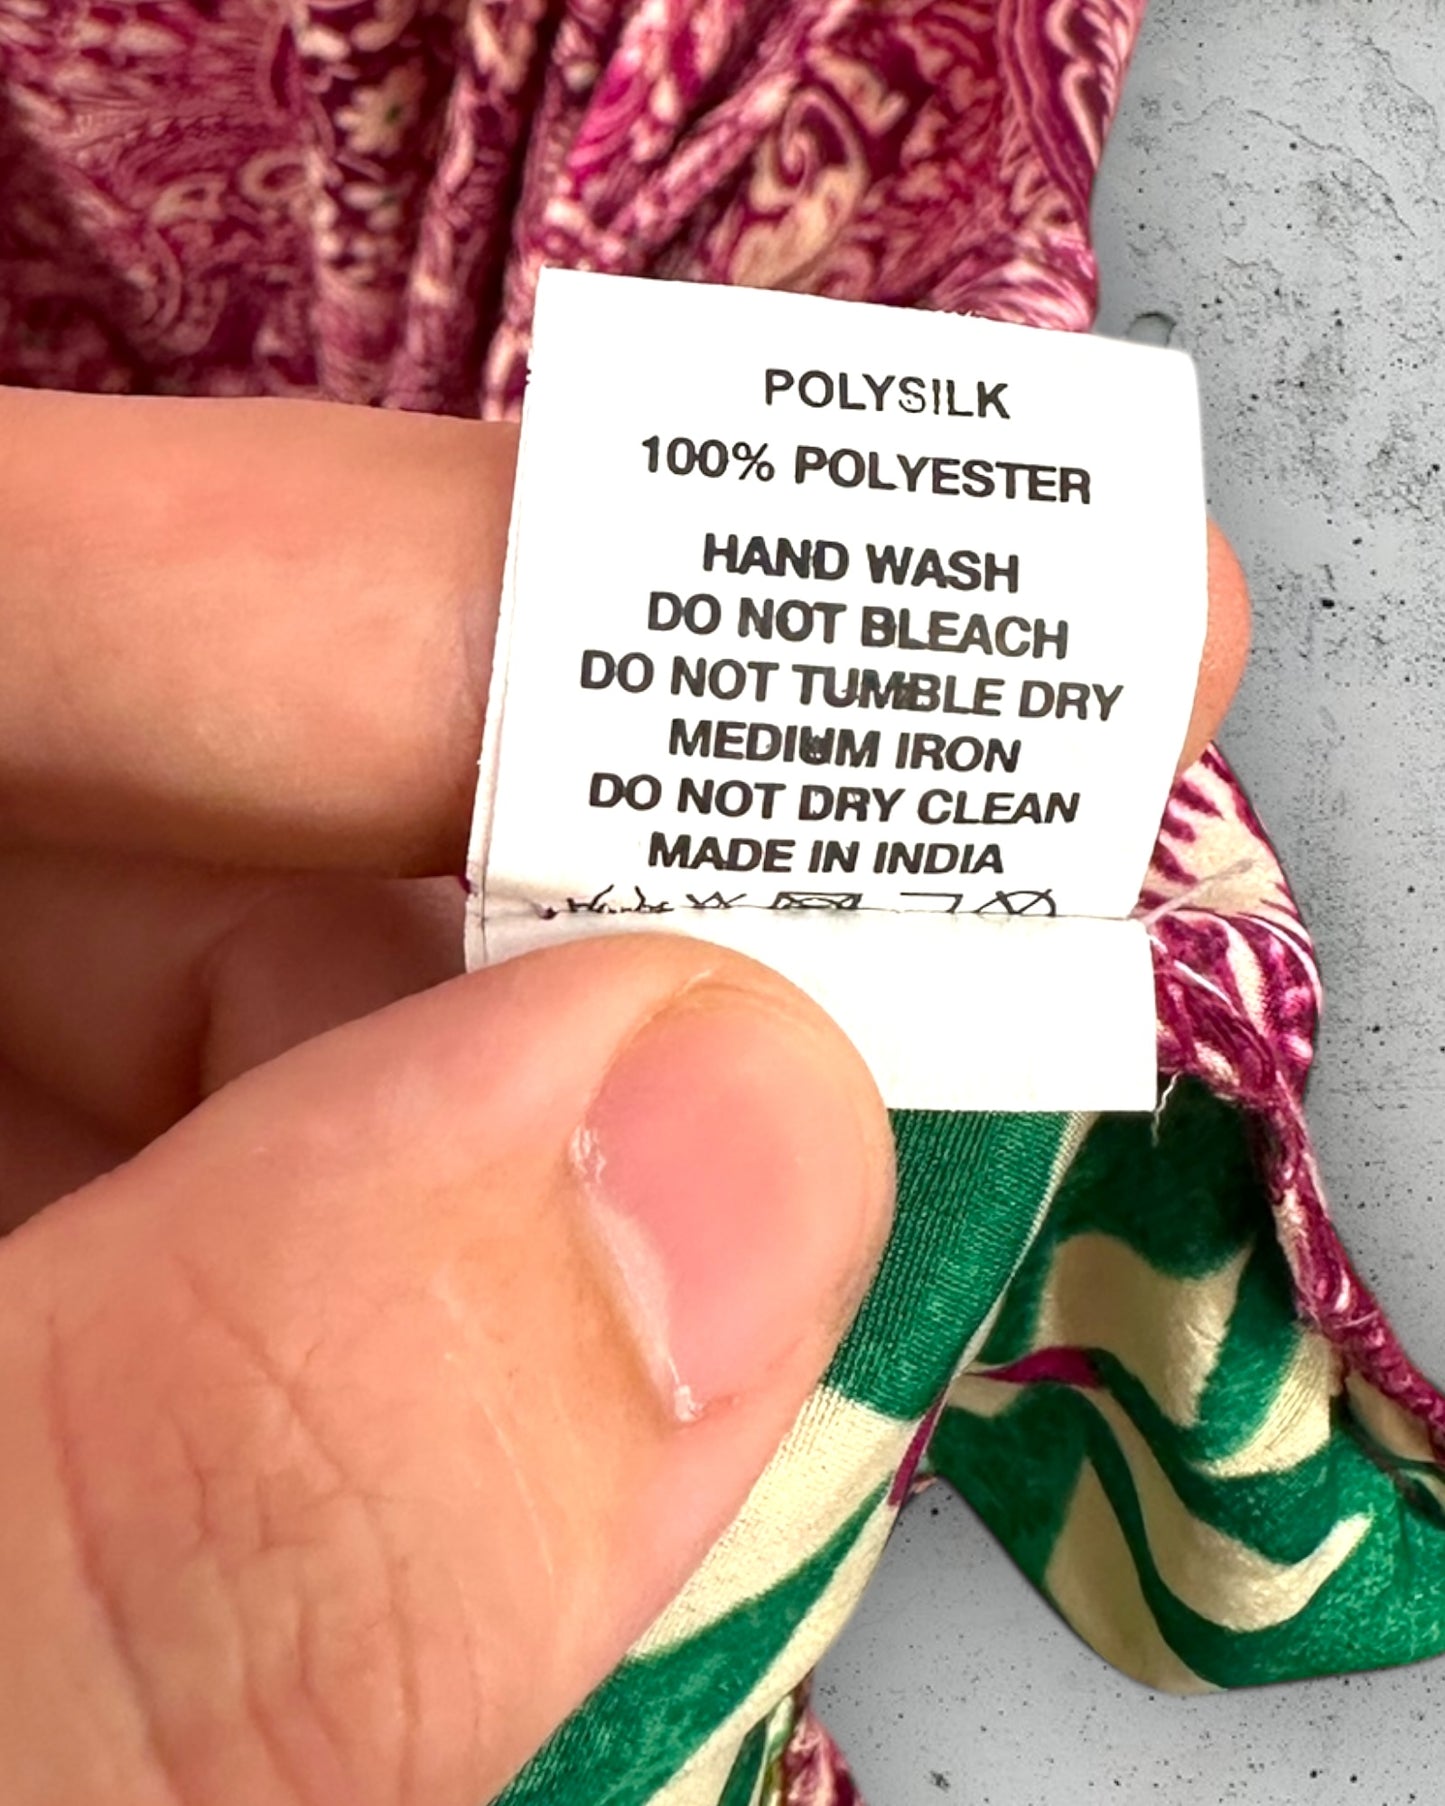 POLYSILK
100% POLYESTER
HAND WASH
DO NOT BLEACH
DO NOT TUMBLE DRY
MEDIUM IRON
DO NOT DRY CLEAN
MADE IN INDIA